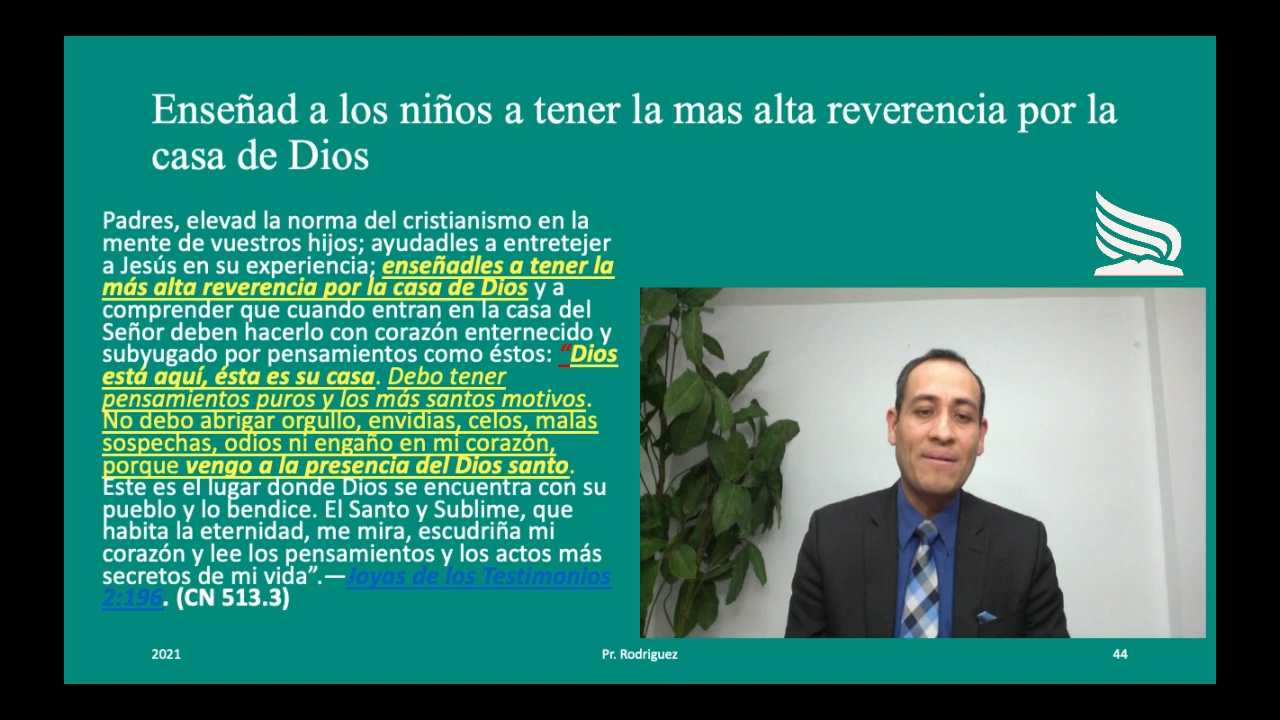 Enseñad a los niños a tener la mas alta reverencia por la
casa de Dios
Padres, elevad la norma del cristianismo en la
mente de vuestros hijos; ayudadles a entretejer
a Jesús en su experiencia; enseñadles a tener la
más alta reverencia por la casa de Dios y a
comprender que cuando entran en la casa del
Señor deben hacerlo con corazón enternecido y
subyugado por pensamientos como éstos: “Dios
está aquí, ésta es su casa. Debo tener
pensamientos puros y los más santos motivos.
No debo abrigar orgullo, envidias, celos, malas
sospechas, odios ni engaño en mi corazón,
porque vengo a la presencia del Dios santo.
Este es el lugar donde Dios se encuentra con su
pueblo y lo bendice. El Santo y Sublime, que
habita la eternidad, me mira, escudriña mi
corazón y lee los pensamientos y los actos más
secretos de mi vida”.—Joyas de los Testimonios
2:196. (CN 513.3)
2021
Pr. Rodriguez
44